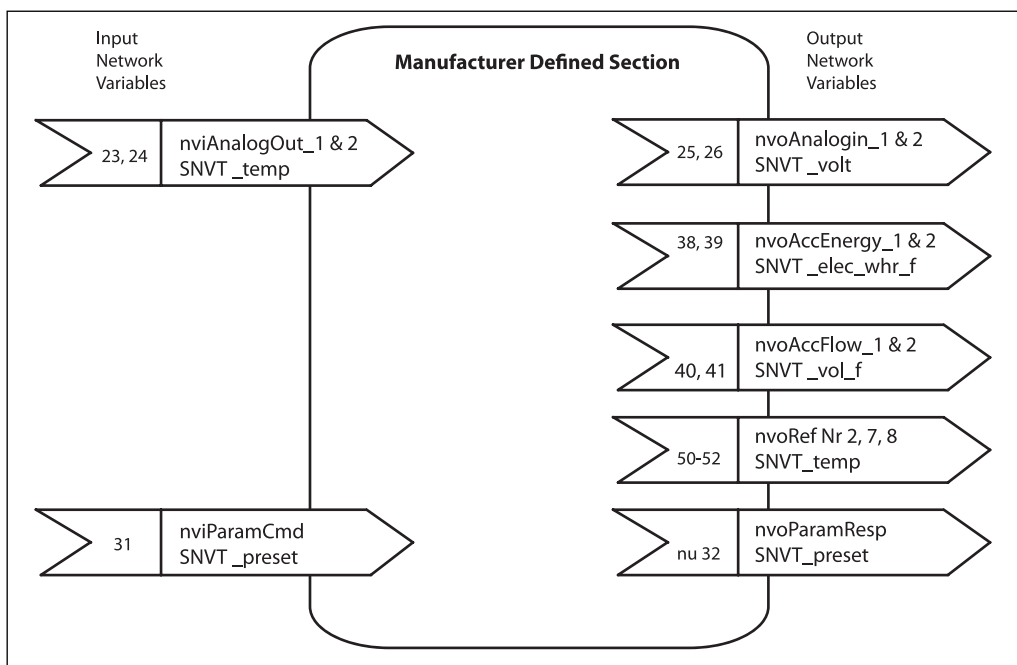 Input
Network
Variables
Manufacturer Defined Section
Output
Network
Variables
23, 24
nviAnalogOut_1 & 2
SNVT _temp
25, 26
nvoAnalogin_1 & 2
SNVT _volt
38, 39
nvoAccEnergy_1 & 2
SNVT _elec_whr_f
40, 41
nvoAccFlow_1 & 2
SNVT _vol_f
50-52
nvoRef Nr 2, 7, 8
SNVT_temp
31
nviParamCmd
SNVT _preset
nu 32
nvoParamResp
SNVT_preset